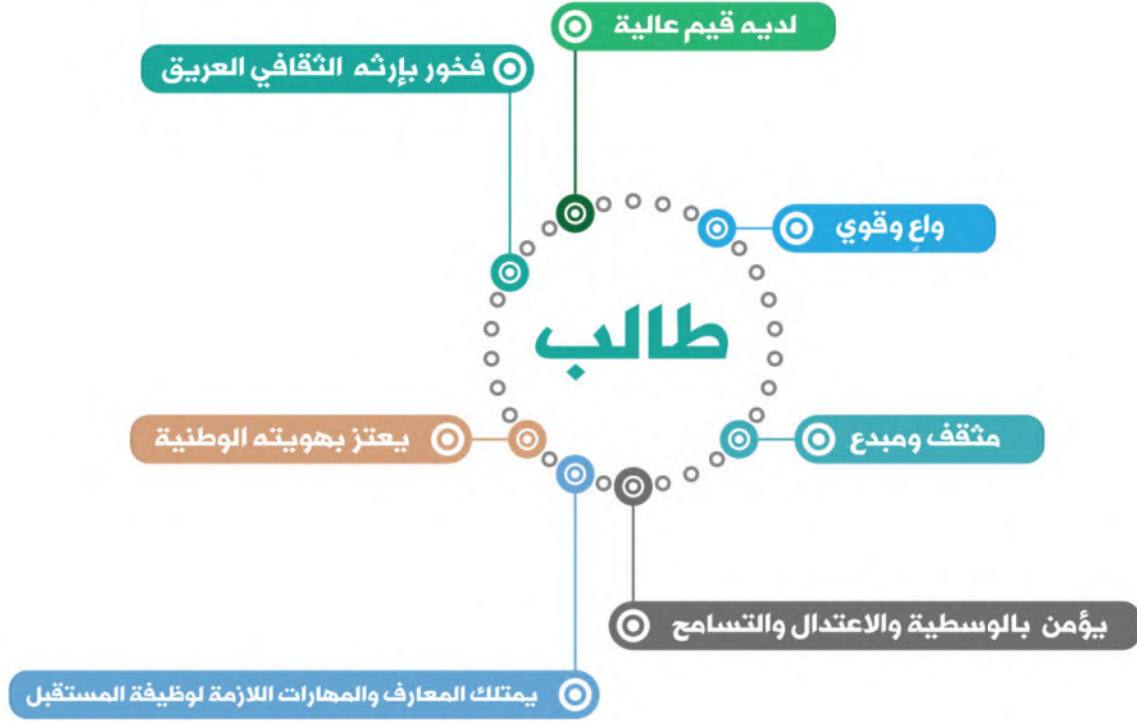 لديه قيم عالية
فخور بإرثه الثقافي العريق
واعٍ وقوي
طالب
مثقف ومبدع
يعتز بهويته الوطنية
يؤمن بالوسطية والاعتدال والتسامح
يمتلك المعارف والمهارات اللازمة لوظيفة المستقبل